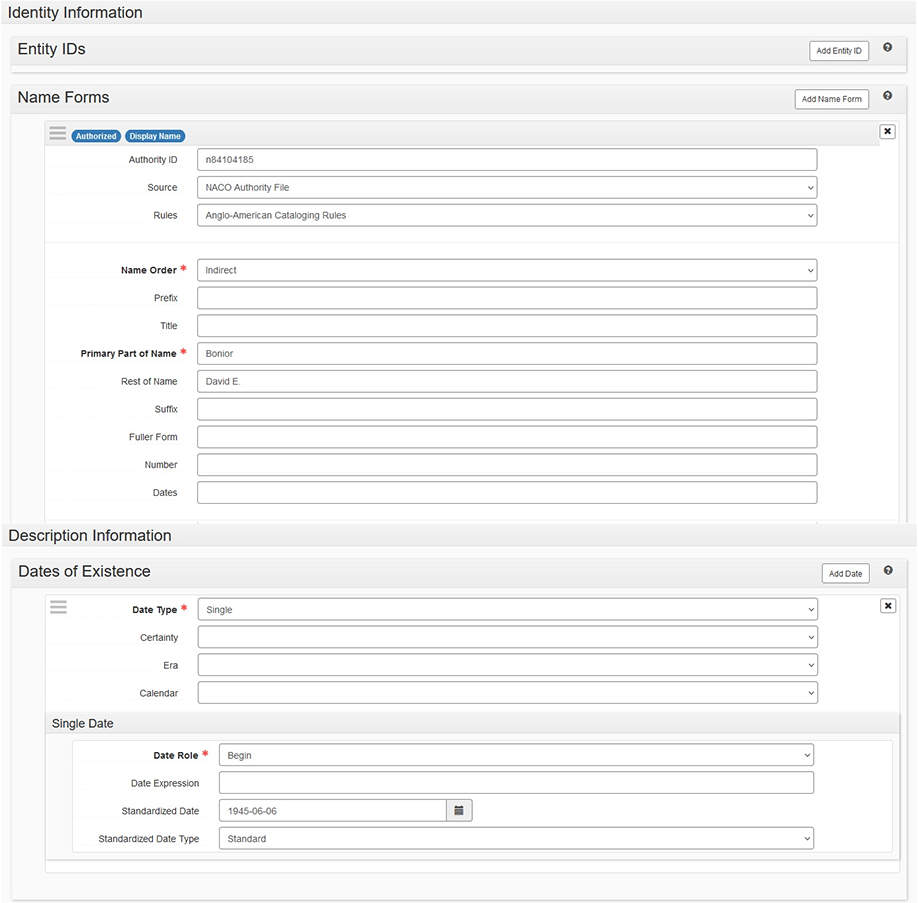 Identity Information
Entity IDs Add Entity ID ?
Name Forms Add Name Form ?
Authorized Display Name ✖
Authority ID n84104185
Source NACO Authority File
Rules Anglo-American Cataloging Rules
Name Order * Indirect
Prefix
Title
Primary Part of Name * Bonior
Rest of Name David E.
Suffix
Fuller Form
Number
Dates
Description Information
Dates of Existence Add Date ?
Date Type * Single ✖
Certainty
Era
Calendar
Single Date
Date Role * Begin
Date Expression
Standardized Date 1945-06-06
Standardized Date Type Standard